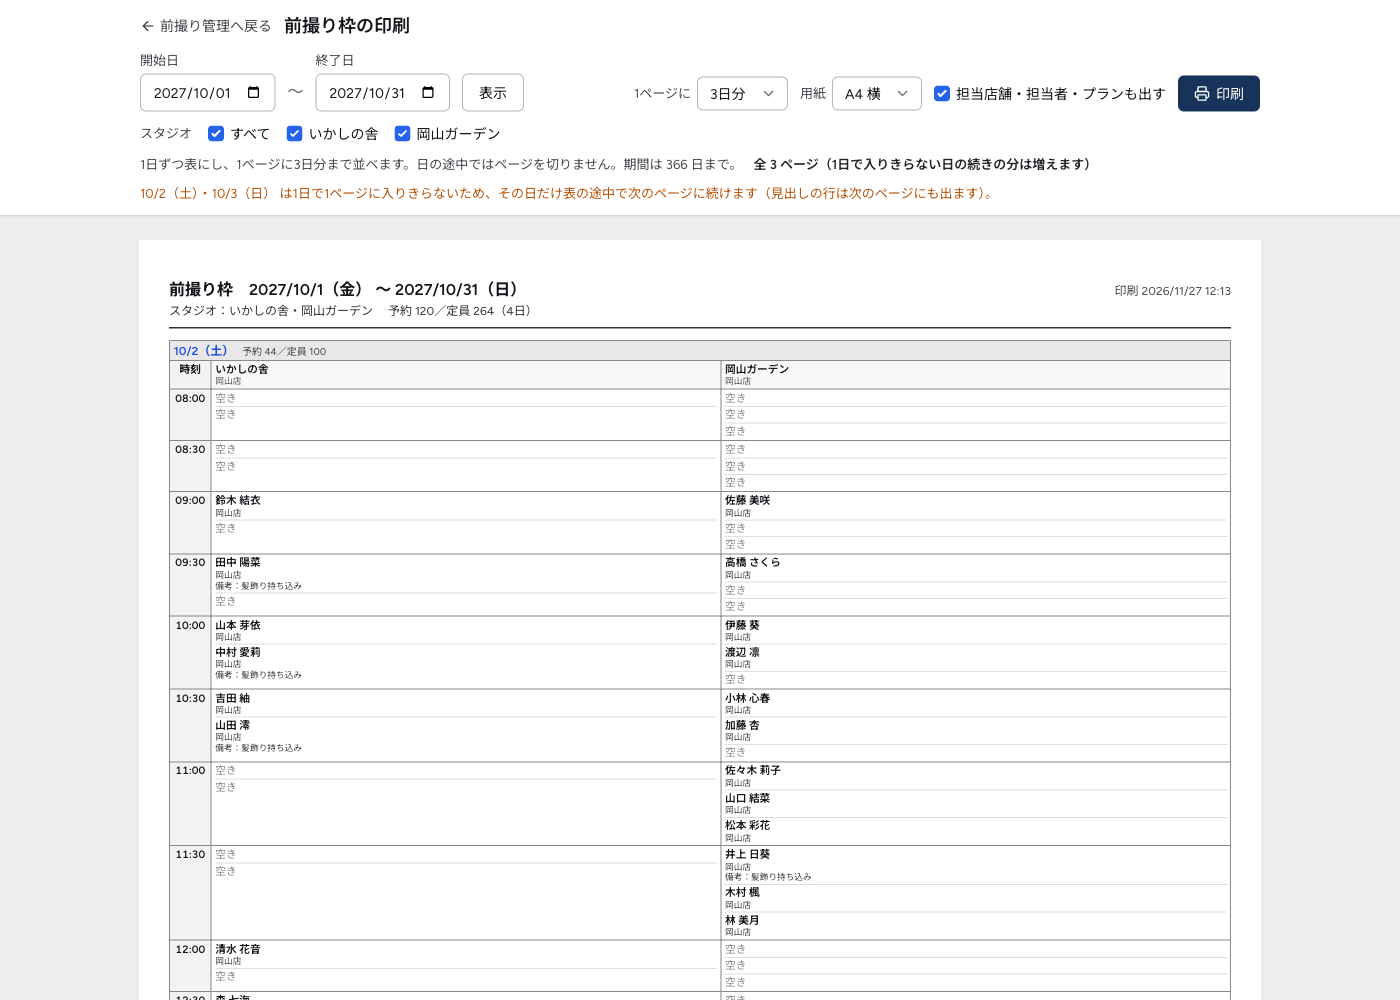 前撮り管理へ戻る 前撮り枠の印刷
開始日 終了日
2027/10/01 〜 2027/10/31 表示 1ページに 3日分 用紙 A4 横 担当店舗・担当者・プランも出す 印刷
スタジオ すべて いかしの舎 岡山ガーデン
1日ずつ表にし、1ページに3日分まで並べます。日の途中ではページを切りません。期間は 366 日まで。 全 3 ページ（1日で入りきらない日の続きの分は増えます）
10/2（土）・10/3（日） は1日で1ページに入りきらないため、その日だけ表の途中で次のページに続けます（見出しの行は次のページにも出ます）。
前撮り枠 2027/10/1（金）〜 2027/10/31（日） 印刷 2026/11/27 12:13
スタジオ：いかしの舎・岡山ガーデン 予約 120／定員 264（4日）
10/2（土） 予約 44／定員 100
時刻 いかしの舎 岡山ガーデン
岡山店 岡山店
08:00 空き 空き
空き 空き
空き
08:30 空き 空き
空き 空き
空き
09:00 鈴木 結衣 佐藤 美咲
岡山店 岡山店
空き 空き
空き
09:30 田中 陽菜 高橋 さくら
岡山店 岡山店
備考：髪飾り持ち込み 空き
空き 空き
10:00 山本 芽依 伊藤 葵
岡山店 岡山店
中村 愛莉 渡辺 凛
岡山店 岡山店
備考：髪飾り持ち込み 空き
10:30 吉田 紬 小林 心春
岡山店 岡山店
山田 澪 加藤 杏
岡山店 岡山店
備考：髪飾り持ち込み 空き
11:00 空き 佐々木 莉子
空き 岡山店
山口 結菜
岡山店
松本 彩花
岡山店
11:30 空き 井上 日葵
空き 岡山店
備考：髪飾り持ち込み
木村 楓
岡山店
林 美月
岡山店
12:00 清水 花音 空き
岡山店 空き
空き 空き
12:30 森 七海 空き